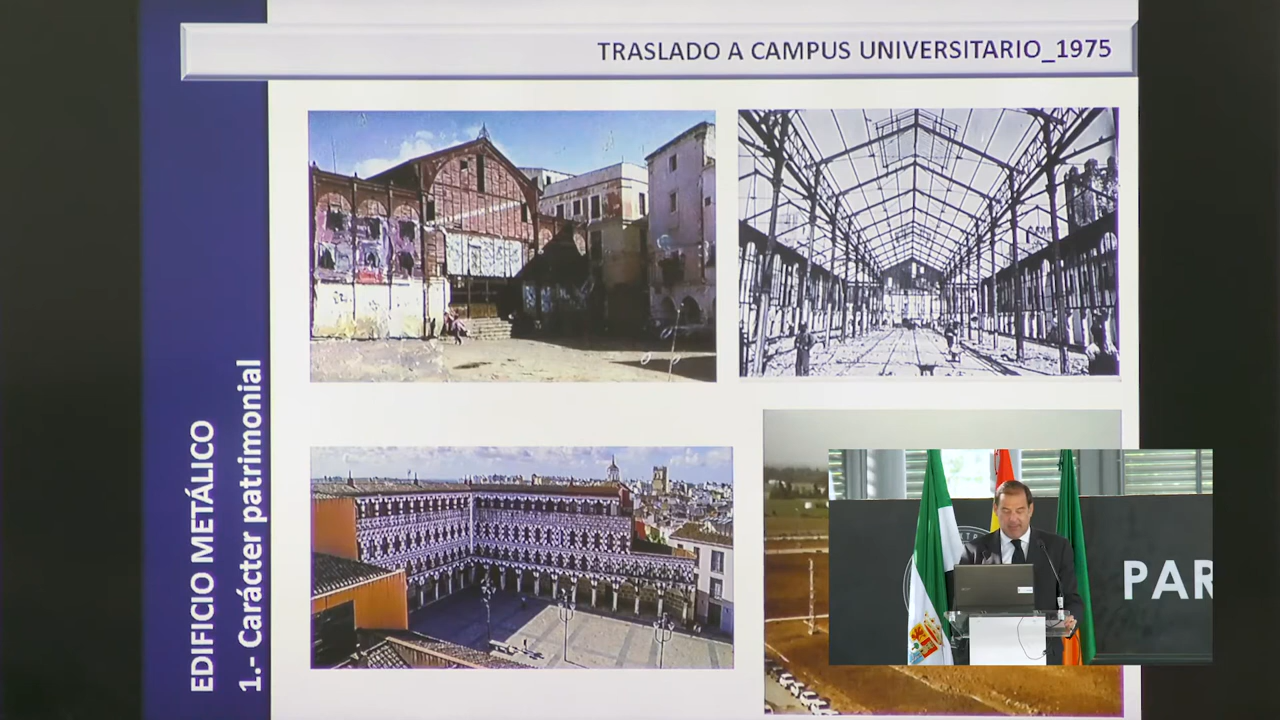 TRASLADO A CAMPUS UNIVERSITARIO_1975
EDIFICIO METÁLICO
1.- Carácter patrimonial
PAR